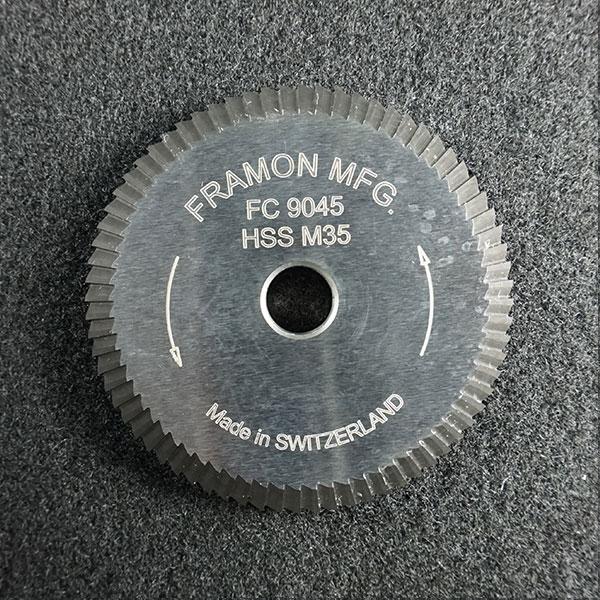 FRAMON MFG.
FC 9045
HSS M35
Made in SWITZERLAND